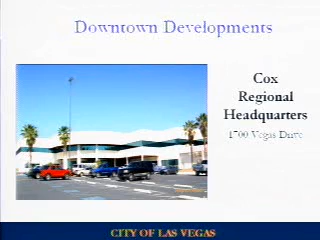 Downtown Developments
Cox
Regional
Headquarters
1700 Vegas Drive
CITY OF LAS VEGAS